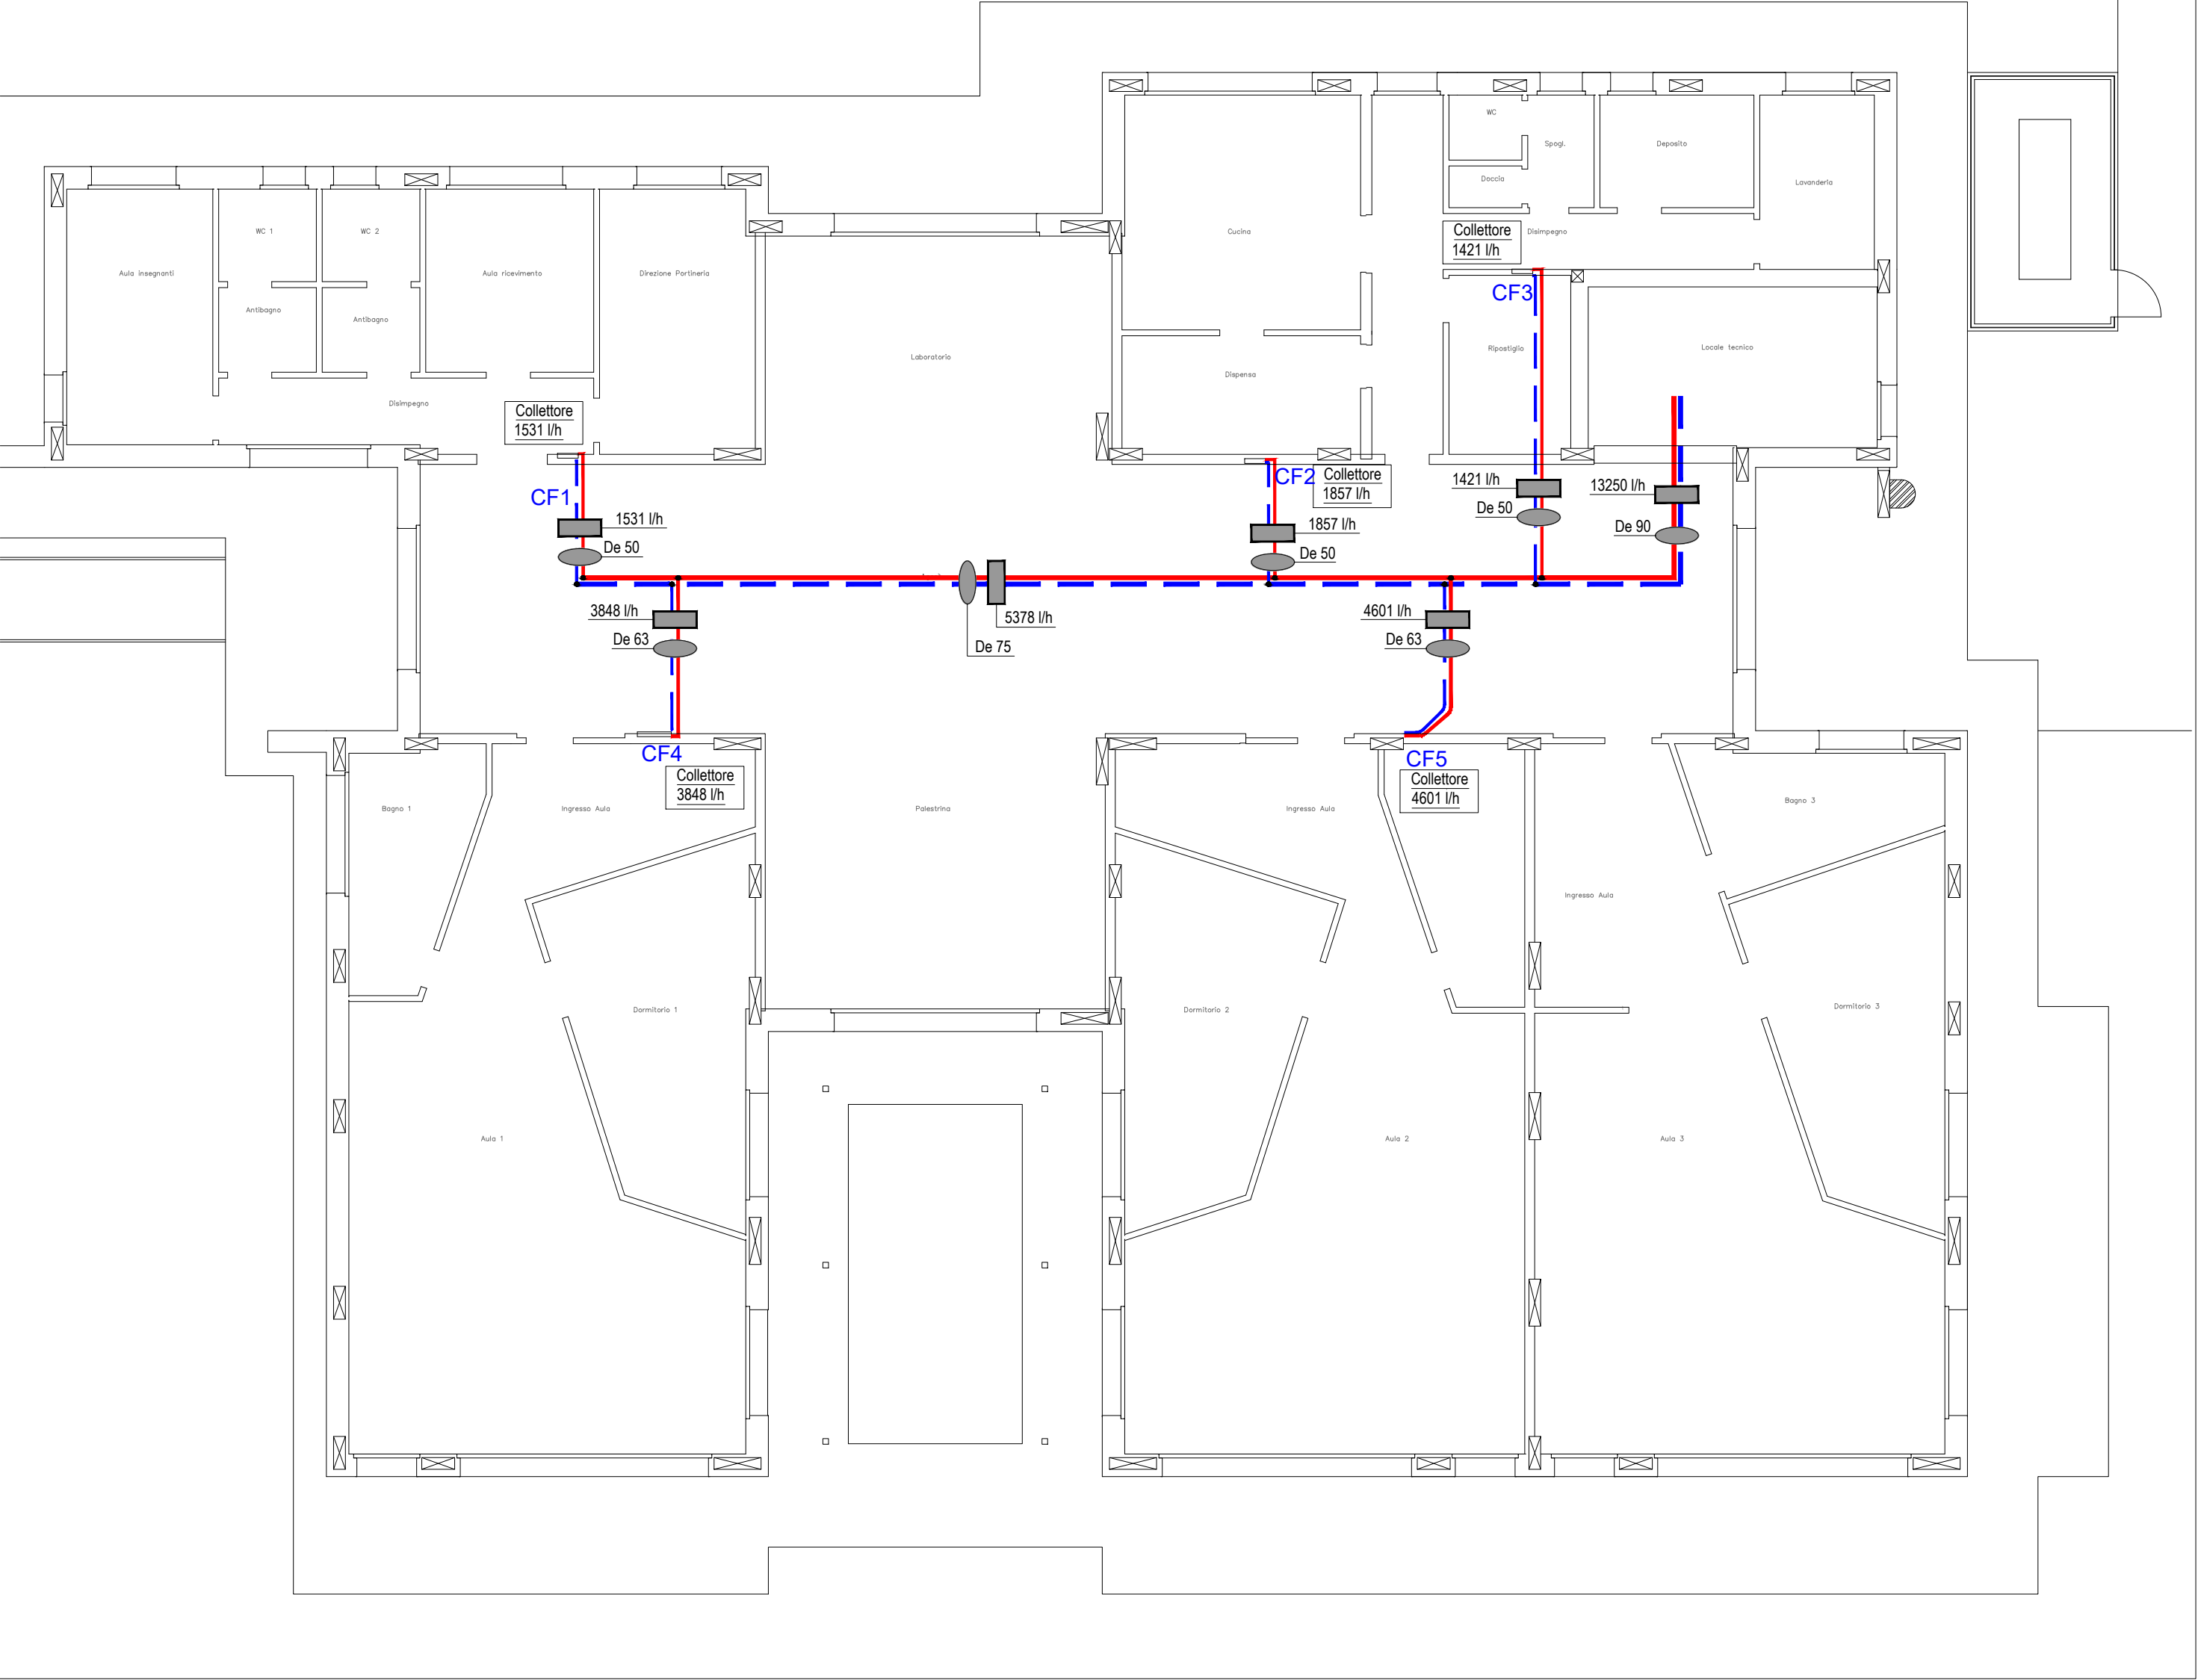 WC
Spogl.
Deposito
Doccia
Lavanderia
WC 1
WC 2
Cucina
Collettore
1421 l/h
Disimpegno
Aula insegnanti
Aula ricevimento
Direzione Portineria
CF3
Antibagno
Antibagno
Laboratorio
Ripostiglio
Locale tecnico
Dispensa
Disimpegno
Collettore
1531 l/h
CF1
CF2
Collettore
1857 l/h
1421 l/h
13250 l/h
1531 l/h
1857 l/h
De 50
De 90
De 50
De 50
3848 l/h
5378 l/h
4601 l/h
De 63
De 75
De 63
CF4
CF5
Collettore
3848 l/h
Collettore
4601 l/h
Bagno 1
Ingresso Aula
Palestrina
Ingresso Aula
Bagno 3
Ingresso Aula
Dormitorio 1
Dormitorio 2
Dormitorio 3
Aula 1
Aula 2
Aula 3